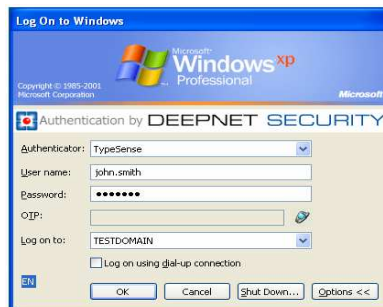 Log On to Windows
Microsoft®
Windows xp
Professional
Copyright © 1985-2001
Microsoft Corporation
Microsoft
Authentication by DEEPNET SECURITY
Authenticator: TypeSense
User name: john.smith
Password: •••••••
OTP:
Log on to: TESTDOMAIN
Log on using dial-up connection
EN
OK Cancel Shut Down... Options <<